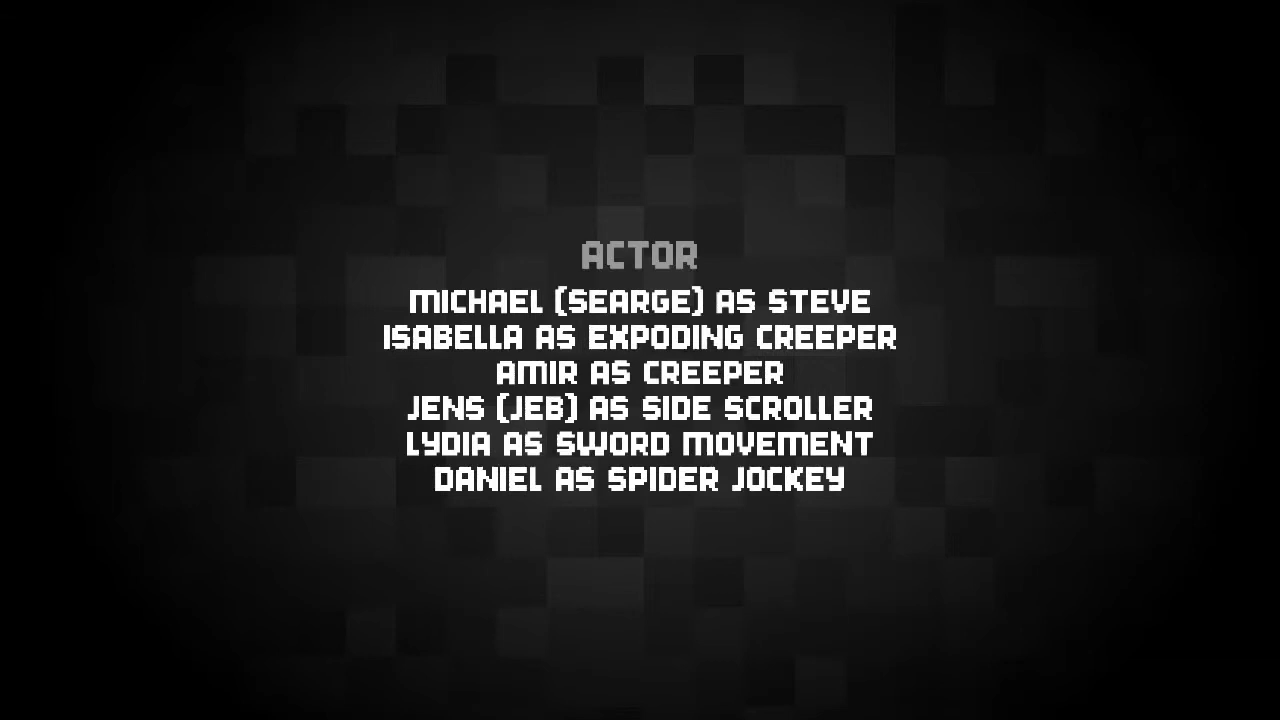 ACTOR
MICHAEL (SEARGE) AS STEVE
ISABELLA AS EXPODING CREEPER
AMIR AS CREEPER
JENS (JEB) AS SIDE SCROLLER
LYDIA AS SWORD MOVEMENT
DANIEL AS SPIDER JOCKEY